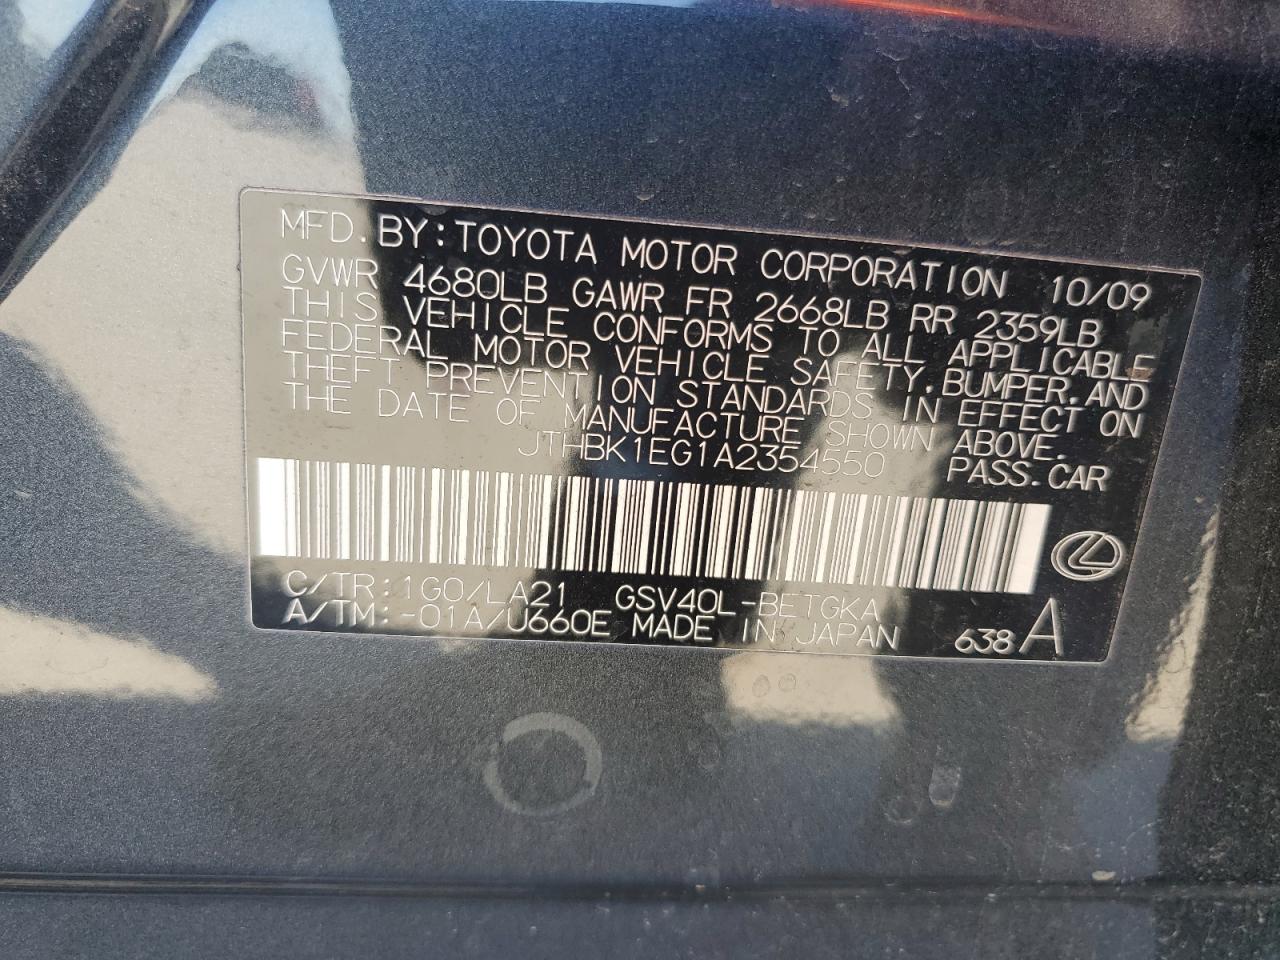 MFD. BY: TOYOTA MOTOR CORPORATION 10/09
GVWR 4680LB GAWR FR 2668LB RR 2359LB
THIS VEHICLE CONFORMS TO ALL APPLICABLE
FEDERAL MOTOR VEHICLE SAFETY, BUMPER, AND
THEFT PREVENTION STANDARDS IN EFFECT ON
THE DATE OF MANUFACTURE SHOWN ABOVE.
JTHBK1EG1A2354550 PASS. CAR
C/TR: 1G0/LA21 GSV40L-BETGKA
A/TM: -01A/U660E MADE IN JAPAN 638 A